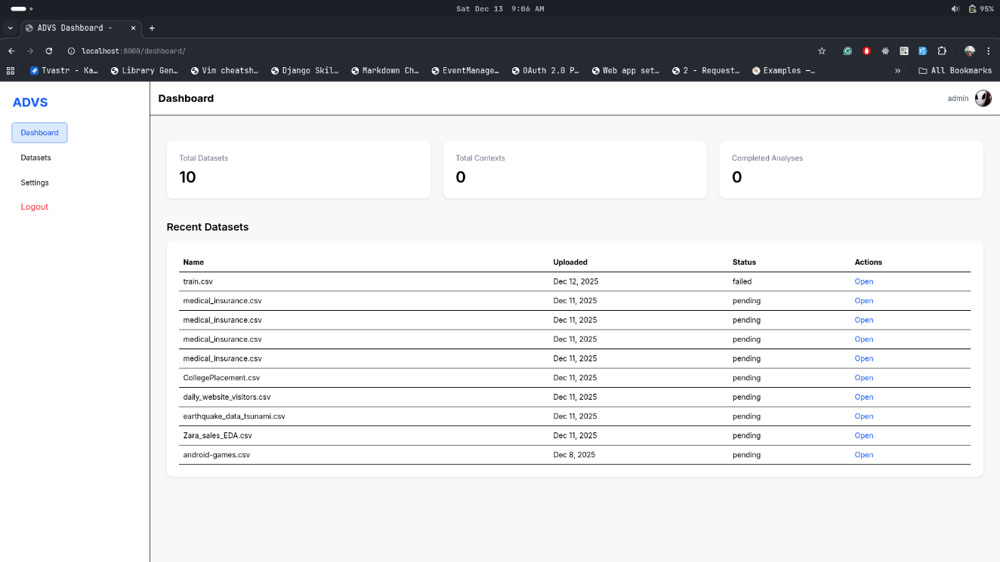 Sat Dec 13 9:06 AM
95%
ADVS Dashboard -
localhost:8000/dashboard/
Tvastr - Ka… Library Gen… Vim cheatsh… Django Skil… Markdown Ch… EventManage… OAuth 2.0 P… Web app set… 2 - Request… Examples —… » All Bookmarks
ADVS
Dashboard
Datasets
Settings
Logout
Dashboard
admin
Total Datasets
10
Total Contexts
0
Completed Analyses
0
Recent Datasets
Name Uploaded Status Actions
train.csv Dec 12, 2025 failed Open
medical_insurance.csv Dec 11, 2025 pending Open
medical_insurance.csv Dec 11, 2025 pending Open
medical_insurance.csv Dec 11, 2025 pending Open
medical_insurance.csv Dec 11, 2025 pending Open
CollegePlacement.csv Dec 11, 2025 pending Open
daily_website_visitors.csv Dec 11, 2025 pending Open
earthquake_data_tsunami.csv Dec 11, 2025 pending Open
Zara_sales_EDA.csv Dec 11, 2025 pending Open
android-games.csv Dec 8, 2025 pending Open